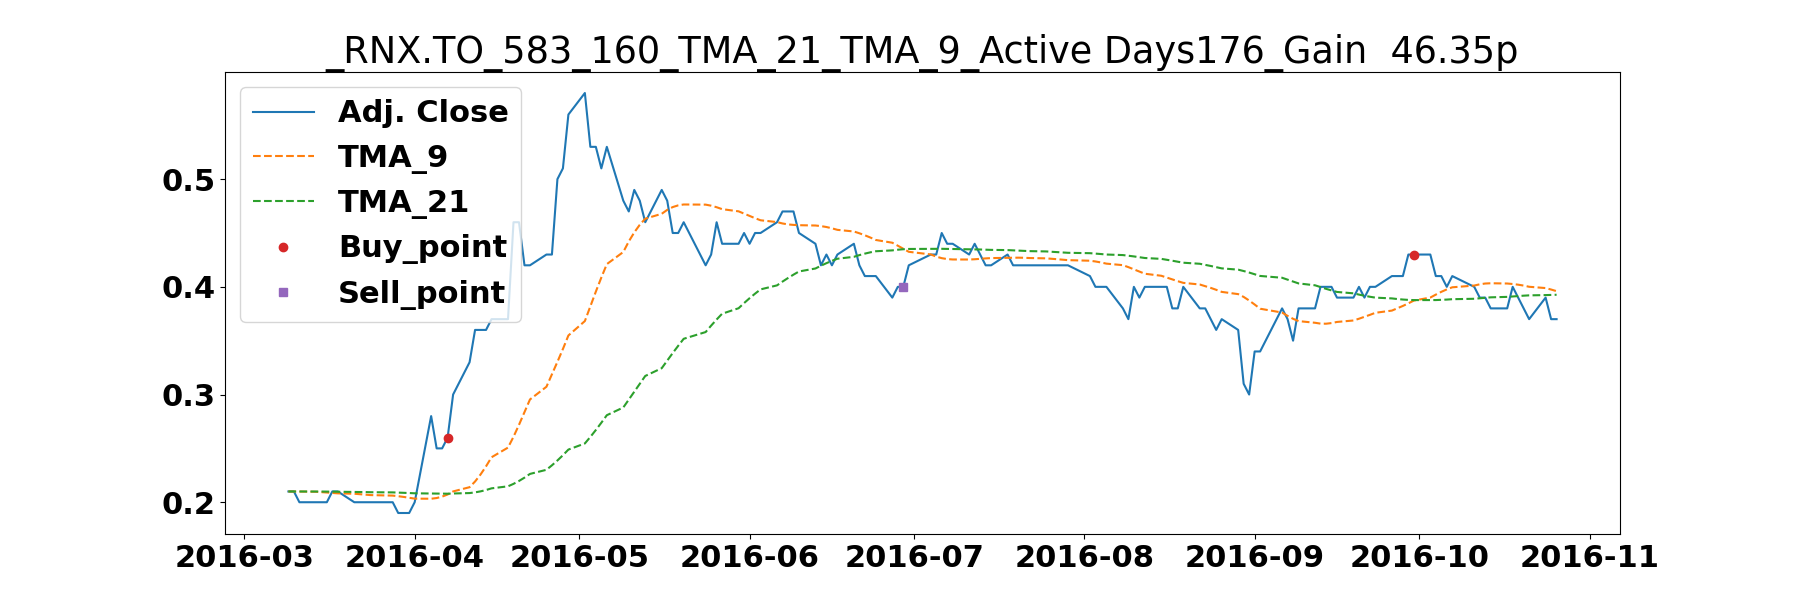 _RNX.TO_583_160_TMA_21_TMA_9_Active Days176_Gain  46.35p
Adj. Close
TMA_9
TMA_21
Buy_point
Sell_point
0.5
0.4
0.3
0.2
2016-03 2016-04 2016-05 2016-06 2016-07 2016-08 2016-09 2016-10 2016-11